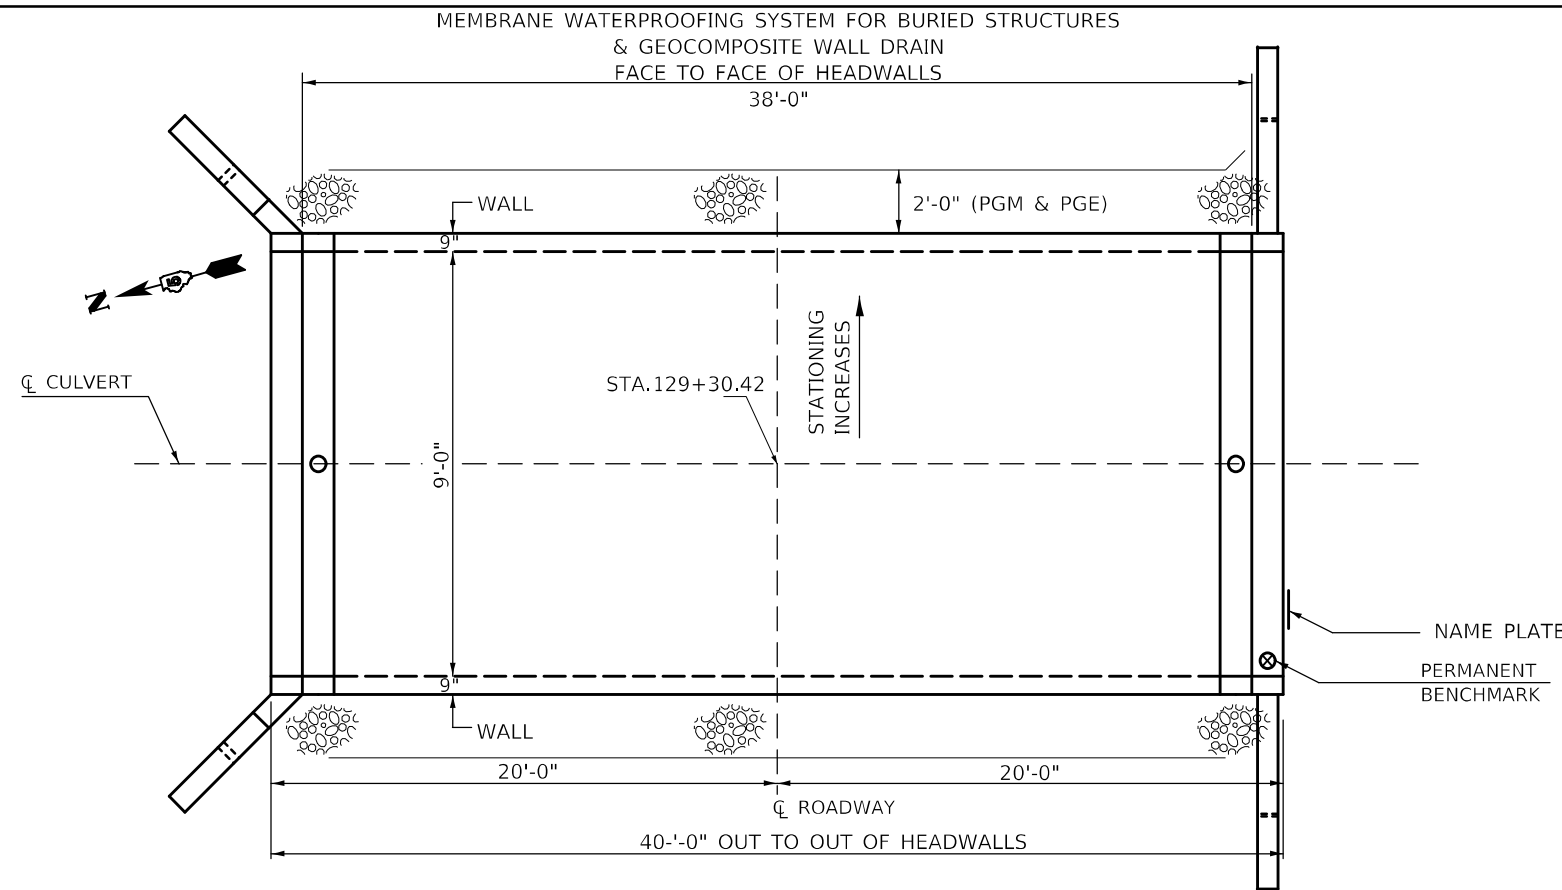 MEMBRANE WATERPROOFING SYSTEM FOR BURIED STRUCTURES
& GEOCOMPOSITE WALL DRAIN
FACE TO FACE OF HEADWALLS
38'-0"
WALL
2'-0" (PGM & PGE)
9"
N
STATIONING
INCREASES
℄ CULVERT
STA.129+30.42
9'-0"
NAME PLATE
PERMANENT
BENCHMARK
9"
WALL
20'-0"
20'-0"
℄ ROADWAY
40-'-0" OUT TO OUT OF HEADWALLS